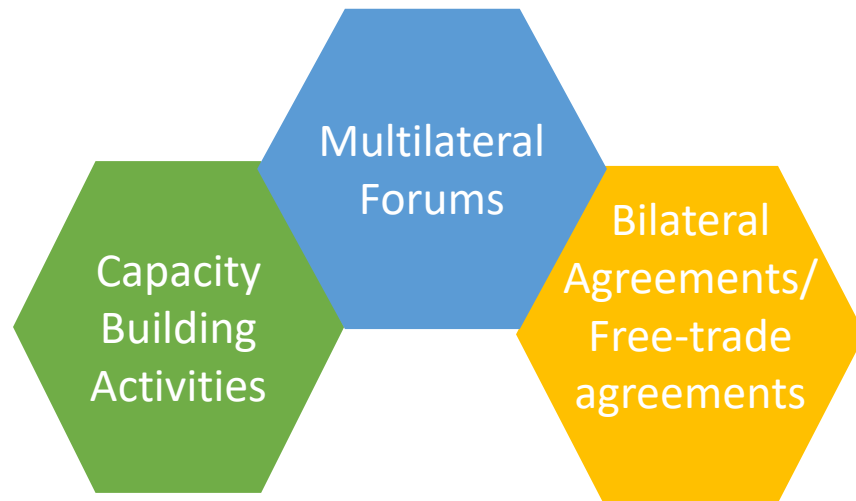 Multilateral
Forums
Capacity
Building
Activities
Bilateral
Agreements/
Free-trade
agreements